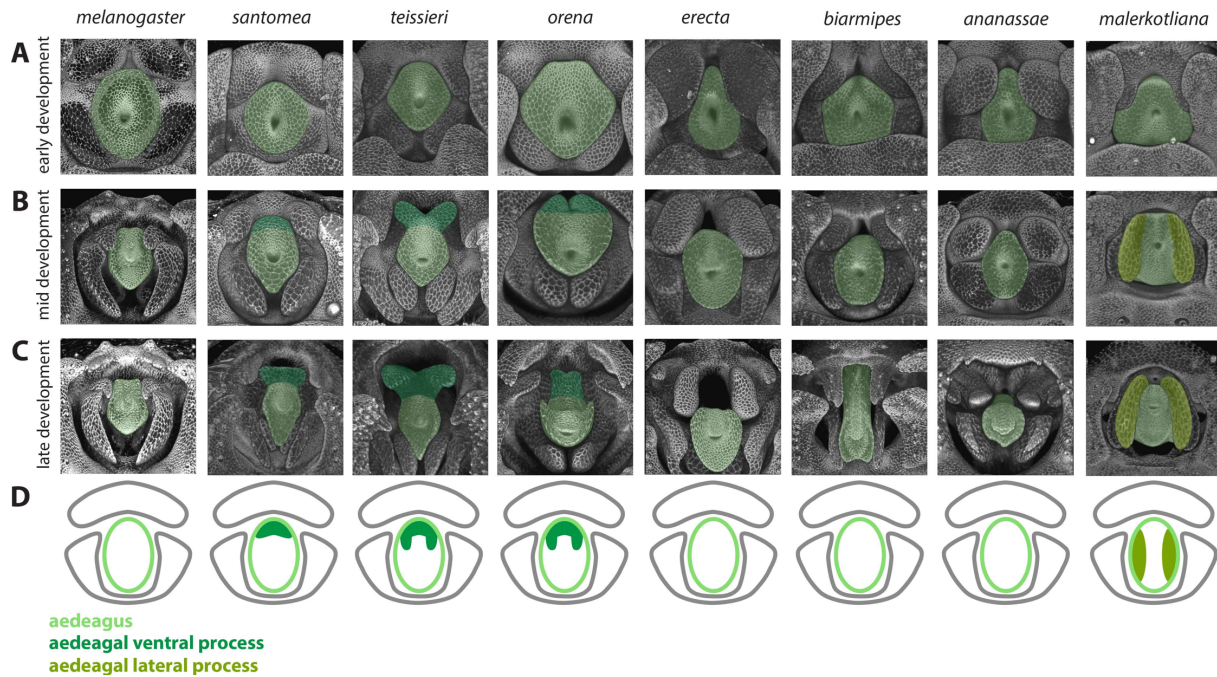 melanogaster santomea teissieri orena erecta biarmipes ananassae malerkotliana
A early development
B mid development
C late development
D
aedeagus
aedeagal ventral process
aedeagal lateral process